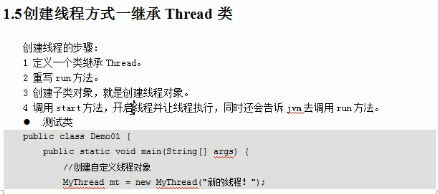 1.5创建线程方式一继承 Thread 类
创建线程的步骤：
1 定义一个类继承 Thread。
2 重写 run 方法。
3 创建子类对象，就是创建线程对象。
4 调用 start 方法，开启线程并让线程执行，同时还会告诉 jvm 去调用 run 方法。
● 测试类
public class Demo01 {
public static void main(String[] args) {
//创建自定义线程对象
MyThread mt = new MyThread("新的线程！");